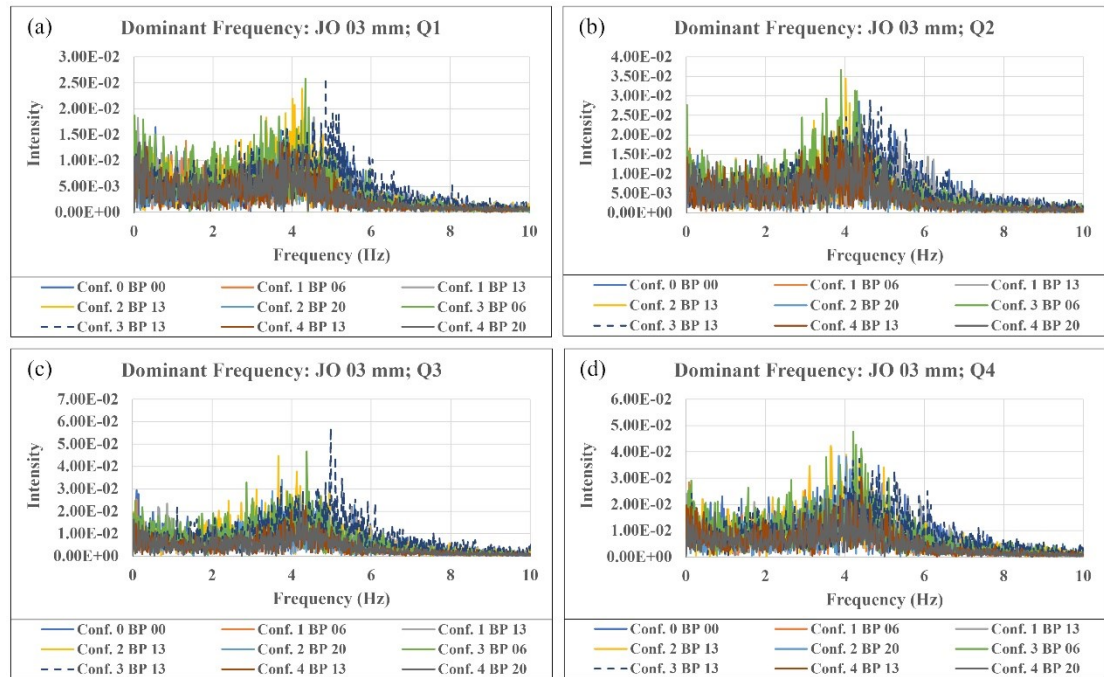 (a)
Dominant Frequency: JO 03 mm; Q1
3.00E-02
2.50E-02
2.00E-02
1.50E-02
1.00E-02
5.00E-03
0.00E+00
Intensity
0 2 4 6 8 10
Frequency (Hz)
Conf. 0 BP 00 Conf. 1 BP 06 Conf. 1 BP 13
Conf. 2 BP 13 Conf. 2 BP 20 Conf. 3 BP 06
Conf. 3 BP 13 Conf. 4 BP 13 Conf. 4 BP 20
(b)
Dominant Frequency: JO 03 mm; Q2
4.00E-02
3.50E-02
3.00E-02
2.50E-02
2.00E-02
1.50E-02
1.00E-02
5.00E-03
0.00E+00
Intensity
0 2 4 6 8 10
Frequency (Hz)
Conf. 0 BP 00 Conf. 1 BP 06 Conf. 1 BP 13
Conf. 2 BP 13 Conf. 2 BP 20 Conf. 3 BP 06
Conf. 3 BP 13 Conf. 4 BP 13 Conf. 4 BP 20
(c)
Dominant Frequency: JO 03 mm; Q3
7.00E-02
6.00E-02
5.00E-02
4.00E-02
3.00E-02
2.00E-02
1.00E-02
0.00E+00
Intensity
0 2 4 6 8 10
Frequency (Hz)
Conf. 0 BP 00 Conf. 1 BP 06 Conf. 1 BP 13
Conf. 2 BP 13 Conf. 2 BP 20 Conf. 3 BP 06
Conf. 3 BP 13 Conf. 4 BP 13 Conf. 4 BP 20
(d)
Dominant Frequency: JO 03 mm; Q4
6.00E-02
5.00E-02
4.00E-02
3.00E-02
2.00E-02
1.00E-02
0.00E+00
Intensity
0 2 4 6 8 10
Frequency (Hz)
Conf. 0 BP 00 Conf. 1 BP 06 Conf. 1 BP 13
Conf. 2 BP 13 Conf. 2 BP 20 Conf. 3 BP 06
Conf. 3 BP 13 Conf. 4 BP 13 Conf. 4 BP 20